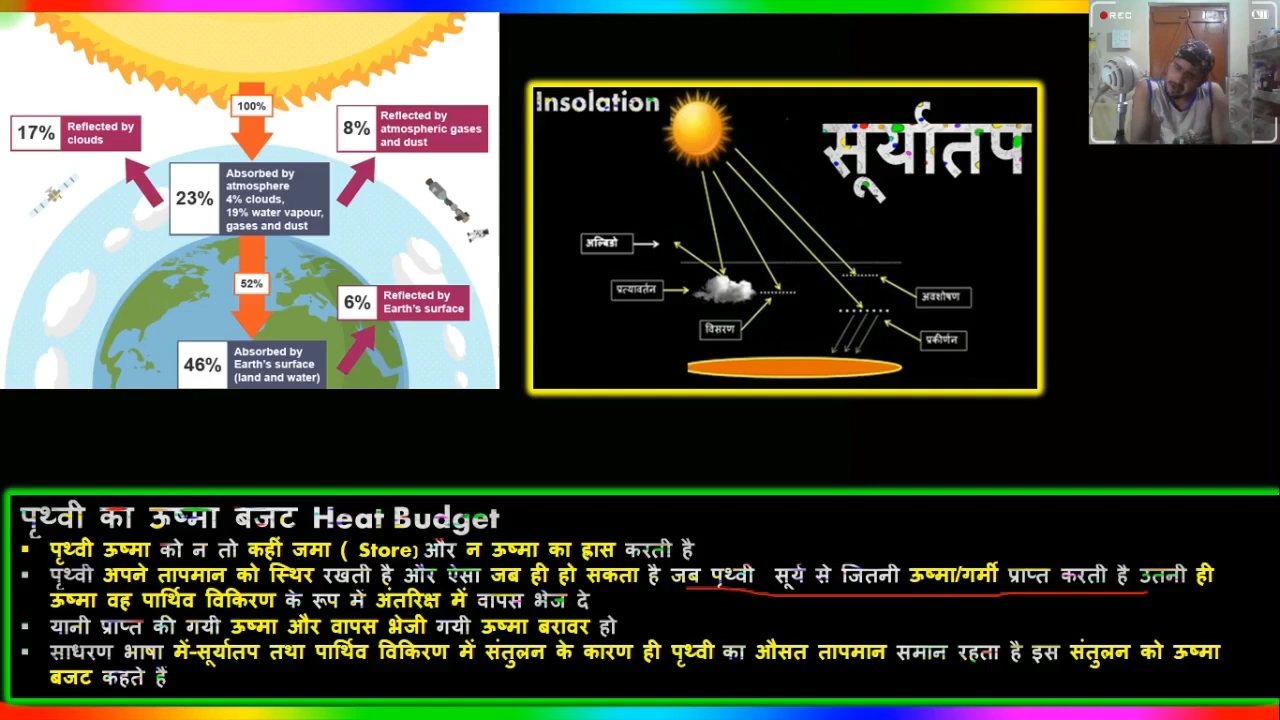 REC
100%
17%
Reflected by
clouds
8%
Reflected by
atmospheric gases
and dust
23%
Absorbed by
atmosphere
4% clouds,
19% water vapour,
gases and dust
52%
6%
Reflected by
Earth's surface
46%
Absorbed by
Earth's surface
(land and water)
Insolation
सूर्यातप
अल्बिडो
प्रत्यावर्तन
विसरण
अवशोषण
प्रकीर्णन
पृथ्वी का ऊष्मा बजट Heat Budget
पृथ्वी ऊष्मा को न तो कहीं जमा ( Store) और न ऊष्मा का ह्रास करती है
पृथ्वी अपने तापमान को स्थिर रखती है और ऐसा जब ही हो सकता है जब पृथ्वी सूर्य से जितनी ऊष्मा/गर्मी प्राप्त करती है उतनी ही
ऊष्मा वह पार्थिव विकिरण के रूप में अंतरिक्ष में वापस भेज दे
यानी प्राप्त की गयी ऊष्मा और वापस भेजी गयी ऊष्मा बरावर हो
साधरण भाषा में-सूर्यातप तथा पार्थिव विकिरण में संतुलन के कारण ही पृथ्वी का औसत तापमान समान रहता है इस संतुलन को ऊष्मा
बजट कहते हैं